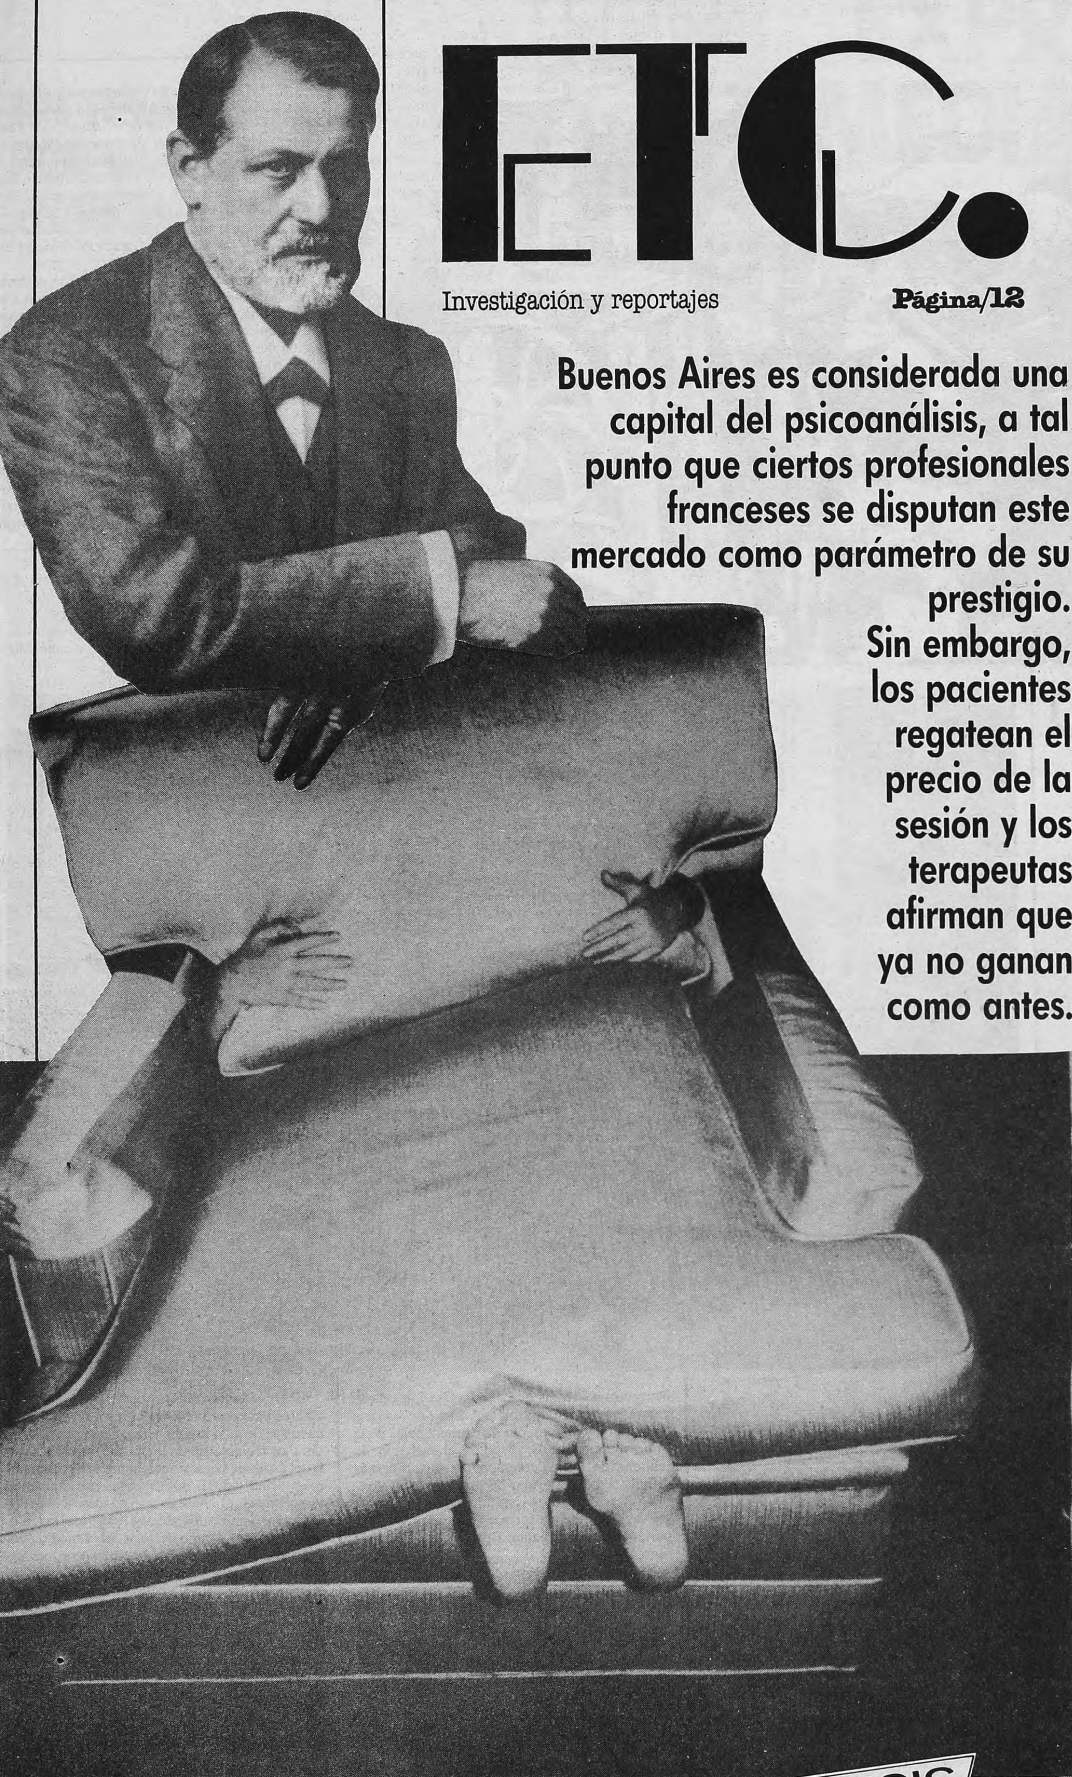 ETC.
Investigación y reportajes
Página/12
Buenos Aires es considerada una
capital del psicoanálisis, a tal
punto que ciertos profesionales
franceses se disputan este
mercado como parámetro de su
prestigio.
Sin embargo,
los pacientes
regatean el
precio de la
sesión y los
terapeutas
afirman que
ya no ganan
como antes.